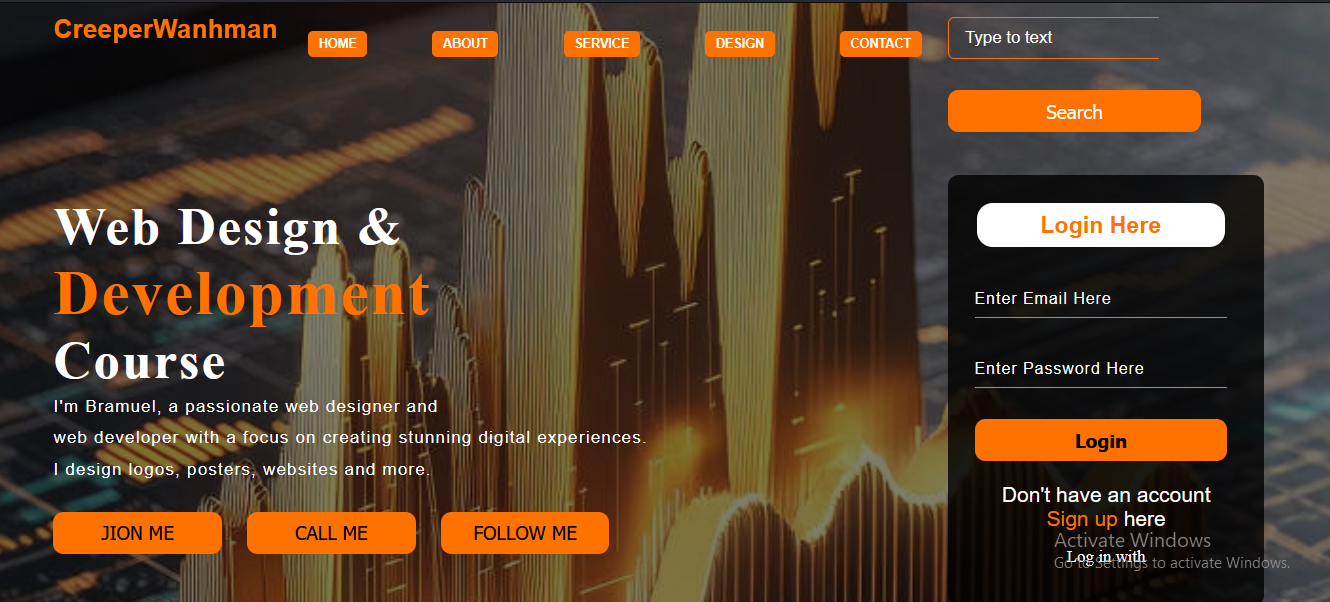 CreeperWanhman
HOME
ABOUT
SERVICE
DESIGN
CONTACT
Type to text
Search
Web Design &
Development
Course
I'm Bramuel, a passionate web designer and
web developer with a focus on creating stunning digital experiences.
I design logos, posters, websites and more.
JION ME
CALL ME
FOLLOW ME
Login Here
Enter Email Here
Enter Password Here
Login
Don't have an account
Sign up here
Activate Windows
Log in with
Go to Settings to activate Windows.